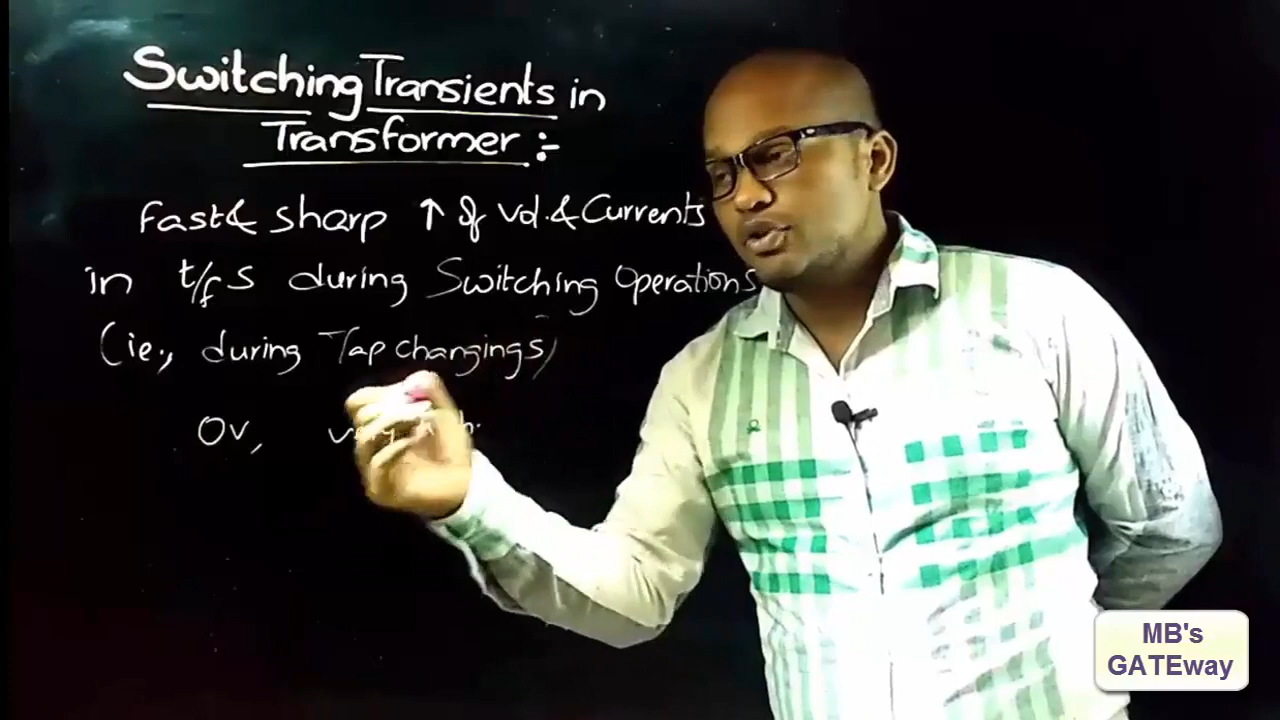 Switching Transients in
Transformer :-
Fast & Sharp ↑ of Vol. & Currents
in t/fs during Switching Operations
(ie., during Tap changings)
OV,
MB's
GATEway